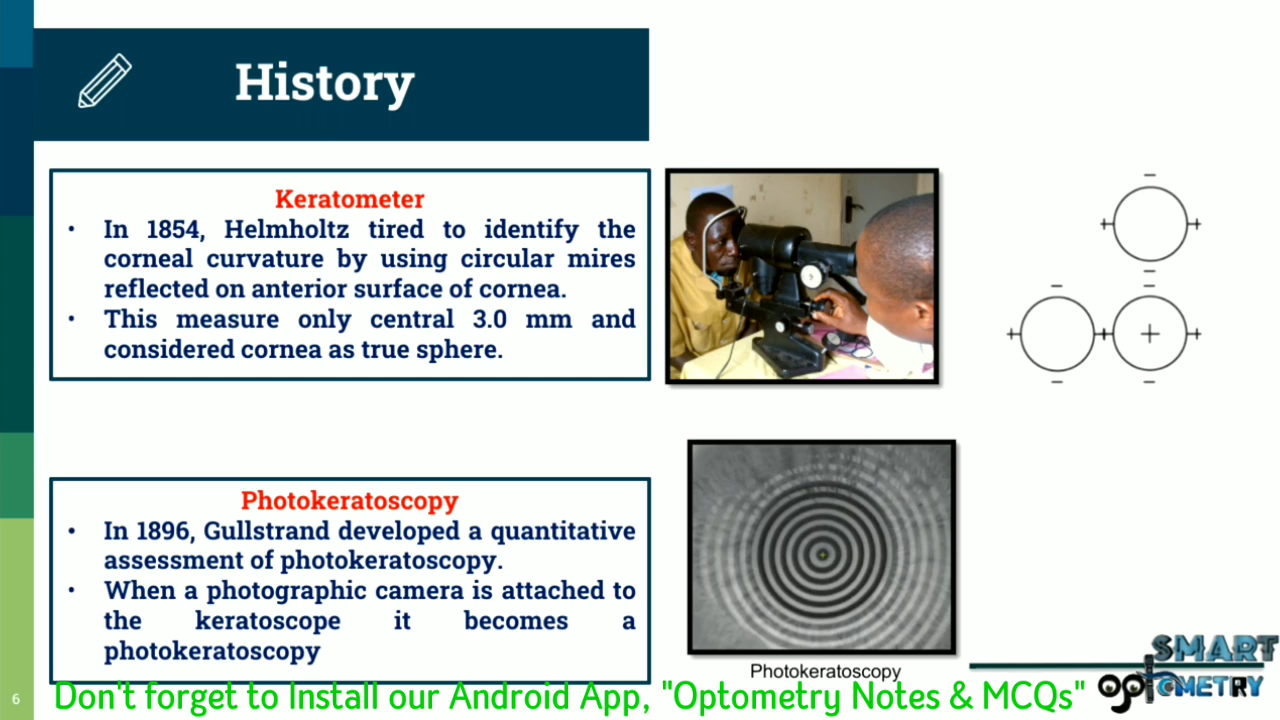 History
Keratometer
• In 1854, Helmholtz tired to identify the
corneal curvature by using circular mires
reflected on anterior surface of cornea.
• This measure only central 3.0 mm and
considered cornea as true sphere.
Photokeratoscopy
• In 1896, Gullstrand developed a quantitative
assessment of photokeratoscopy.
• When a photographic camera is attached to
the keratoscope it becomes a
photokeratoscopy
Photokeratoscopy
SMART
OptOMETRY
6
Don't forget to Install our Android App, "Optometry Notes & MCQs"